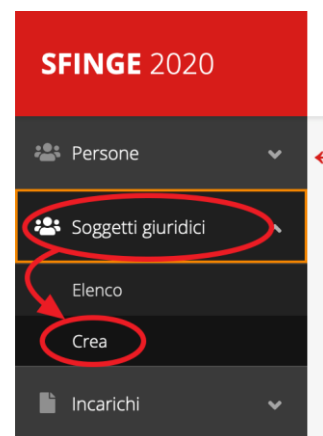 SFINGE 2020
Persone
Soggetti giuridici
Elenco
Crea
Incarichi